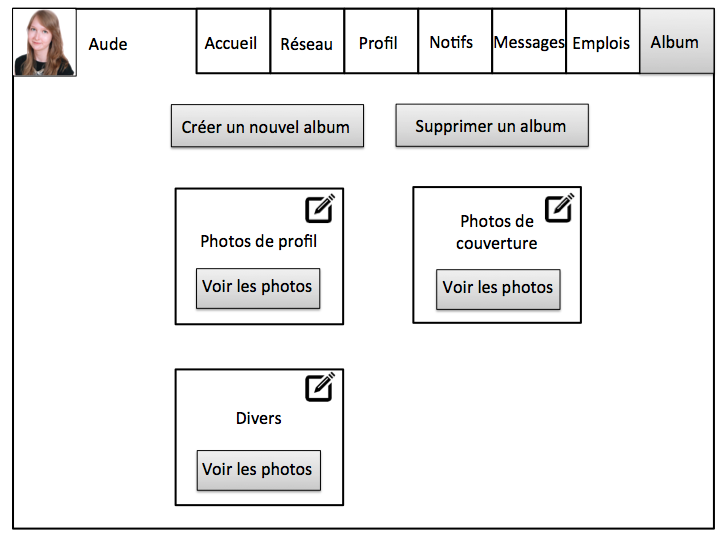 Aude
Accueil
Réseau
Profil
Notifs
Messages
Emplois
Album
Créer un nouvel album
Supprimer un album
Photos de profil
Voir les photos
Photos de
couverture
Voir les photos
Divers
Voir les photos